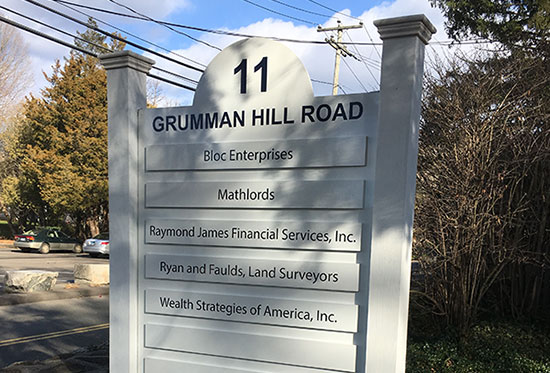 11
GRUMMAN HILL ROAD
Bloc Enterprises
Mathlords
Raymond James Financial Services, Inc.
Ryan and Faulds, Land Surveyors
Wealth Strategies of America, Inc.